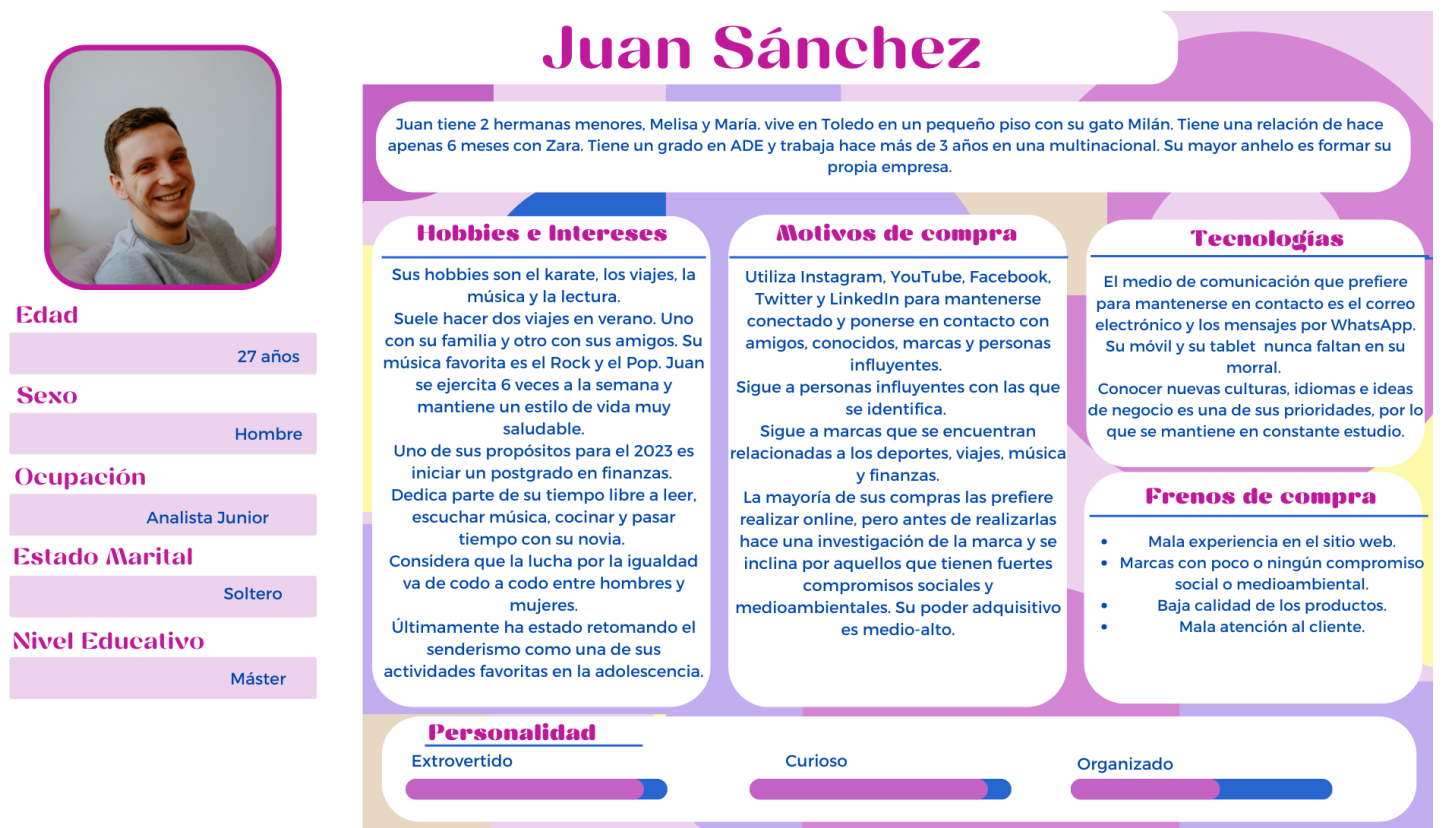 Juan Sánchez
Juan tiene 2 hermanas menores, Melisa y María. vive en Toledo en un pequeño piso con su gato Milán. Tiene una relación de hace
apenas 6 meses con Zara. Tiene un grado en ADE y trabaja hace más de 3 años en una multinacional. Su mayor anhelo es formar su
propia empresa.
Edad
27 años
Sexo
Hombre
Ocupación
Analista Junior
Estado Marital
Soltero
Nivel Educativo
Máster
Hobbies e Intereses
Sus hobbies son el karate, los viajes, la
música y la lectura.
Suele hacer dos viajes en verano. Uno
con su familia y otro con sus amigos. Su
música favorita es el Rock y el Pop. Juan
se ejercita 6 veces a la semana y
mantiene un estilo de vida muy
saludable.
Uno de sus propósitos para el 2023 es
iniciar un postgrado en finanzas.
Dedica parte de su tiempo libre a leer,
escuchar música, cocinar y pasar
tiempo con su novia.
Considera que la lucha por la igualdad
va de codo a codo entre hombres y
mujeres.
Últimamente ha estado retomando el
senderismo como una de sus
actividades favoritas en la adolescencia.
Motivos de compra
Utiliza Instagram, YouTube, Facebook,
Twitter y LinkedIn para mantenerse
conectado y ponerse en contacto con
amigos, conocidos, marcas y personas
influyentes.
Sigue a personas influyentes con las que
se identifica.
Sigue a marcas que se encuentran
relacionadas a los deportes, viajes, música
y finanzas.
La mayoría de sus compras las prefiere
realizar online, pero antes de realizarlas
hace una investigación de la marca y se
inclina por aquellos que tienen fuertes
compromisos sociales y
medioambientales. Su poder adquisitivo
es medio-alto.
Tecnologías
El medio de comunicación que prefiere
para mantenerse en contacto es el correo
electrónico y los mensajes por WhatsApp.
Su móvil y su tablet nunca faltan en su
morral.
Conocer nuevas culturas, idiomas e ideas
de negocio es una de sus prioridades, por lo
que se mantiene en constante estudio.
Frenos de compra
• Mala experiencia en el sitio web.
• Marcas con poco o ningún compromiso
social o medioambiental.
• Baja calidad de los productos.
• Mala atención al cliente.
Personalidad
Extrovertido
Curioso
Organizado